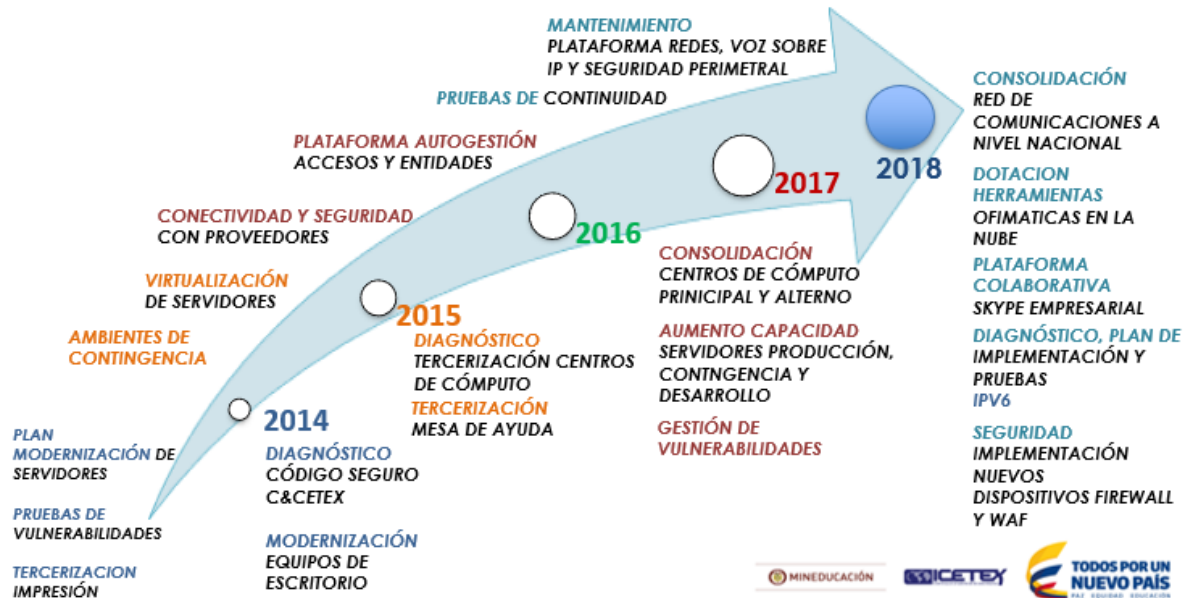 MANTENIMIENTO
PLATAFORMA REDES, VOZ SOBRE
IP Y SEGURIDAD PERIMETRAL
PRUEBAS DE CONTINUIDAD
PLATAFORMA AUTOGESTIÓN
ACCESOS Y ENTIDADES
CONECTIVIDAD Y SEGURIDAD
CON PROVEEDORES
VIRTUALIZACIÓN
DE SERVIDORES
AMBIENTES DE
CONTINGENCIA
PLAN
MODERNIZACIÓN DE
SERVIDORES
PRUEBAS DE
VULNERABILIDADES
TERCERIZACION
IMPRESIÓN
2014
DIAGNÓSTICO
CÓDIGO SEGURO
C&CETEX
MODERNIZACIÓN
EQUIPOS DE
ESCRITORIO
2015
DIAGNÓSTICO
TERCERIZACIÓN CENTROS
DE CÓMPUTO
TERCERIZACIÓN
MESA DE AYUDA
2016
2017
CONSOLIDACIÓN
CENTROS DE CÓMPUTO
PRINICIPAL Y ALTERNO
AUMENTO CAPACIDAD
SERVIDORES PRODUCCIÓN,
CONTNGENCIA Y
DESARROLLO
GESTIÓN DE
VULNERABILIDADES
2018
CONSOLIDACIÓN
RED DE
COMUNICACIONES A
NIVEL NACIONAL
DOTACION
HERRAMIENTAS
OFIMATICAS EN LA
NUBE
PLATAFORMA
COLABORATIVA
SKYPE EMPRESARIAL
DIAGNÓSTICO, PLAN DE
IMPLEMENTACIÓN Y
PRUEBAS
IPV6
SEGURIDAD
IMPLEMENTACIÓN
NUEVOS
DISPOSITIVOS FIREWALL
Y WAF
MINEDUCACIÓN
ICETEX
TODOS POR UN
NUEVO PAÍS
PAZ EQUIDAD EDUCACIÓN